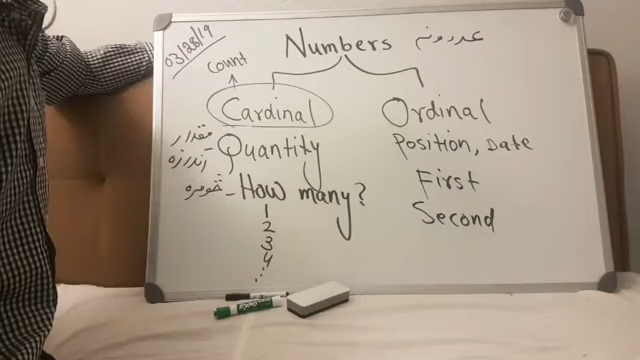 03/28/19
Numbers عددونه
Count
Cardinal
Ordinal
مقدار
اندازه
Quantity
Position, Date
څومره - How many?
First
1
Second
2
3
4